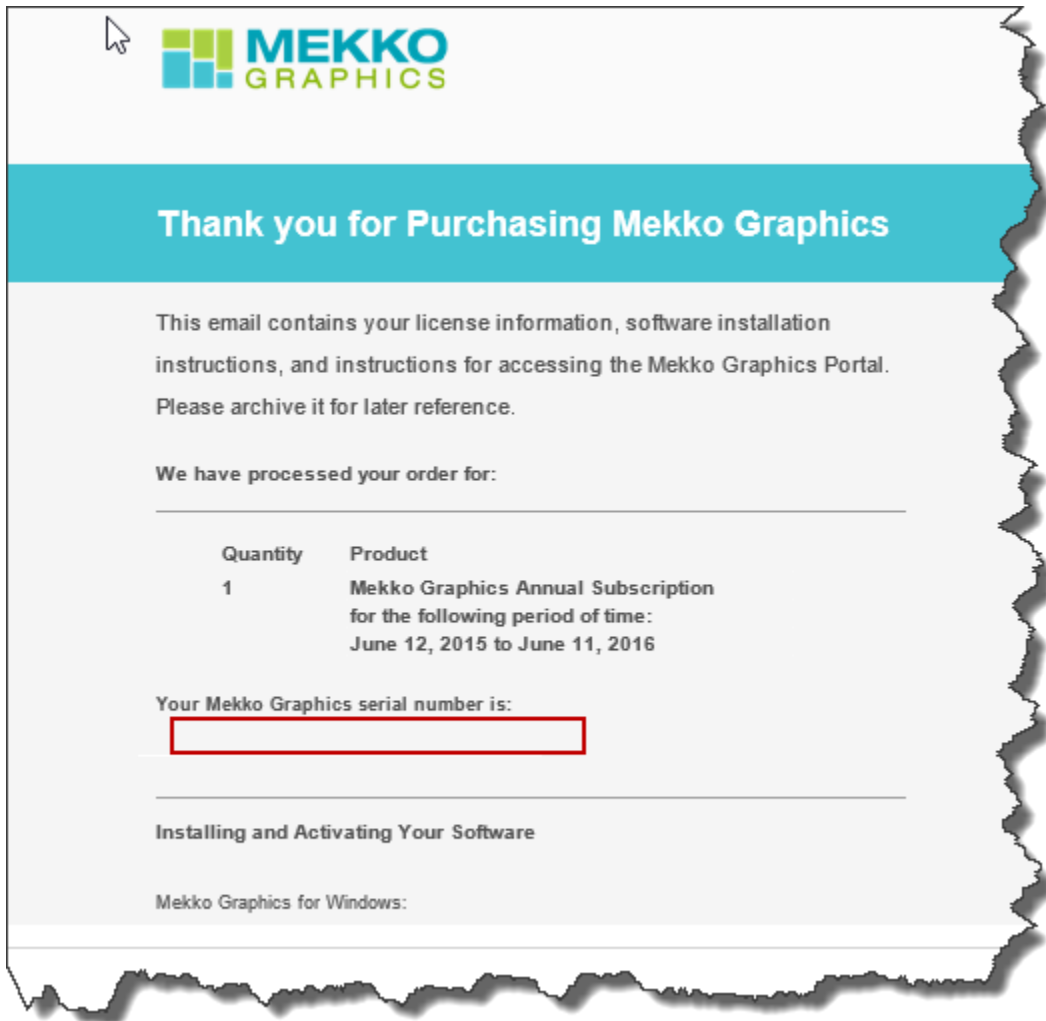 MEKKO
GRAPHICS
Thank you for Purchasing Mekko Graphics
This email contains your license information, software installation
instructions, and instructions for accessing the Mekko Graphics Portal.
Please archive it for later reference.
We have processed your order for:
Quantity Product
1 Mekko Graphics Annual Subscription
for the following period of time:
June 12, 2015 to June 11, 2016
Your Mekko Graphics serial number is:
Installing and Activating Your Software
Mekko Graphics for Windows: